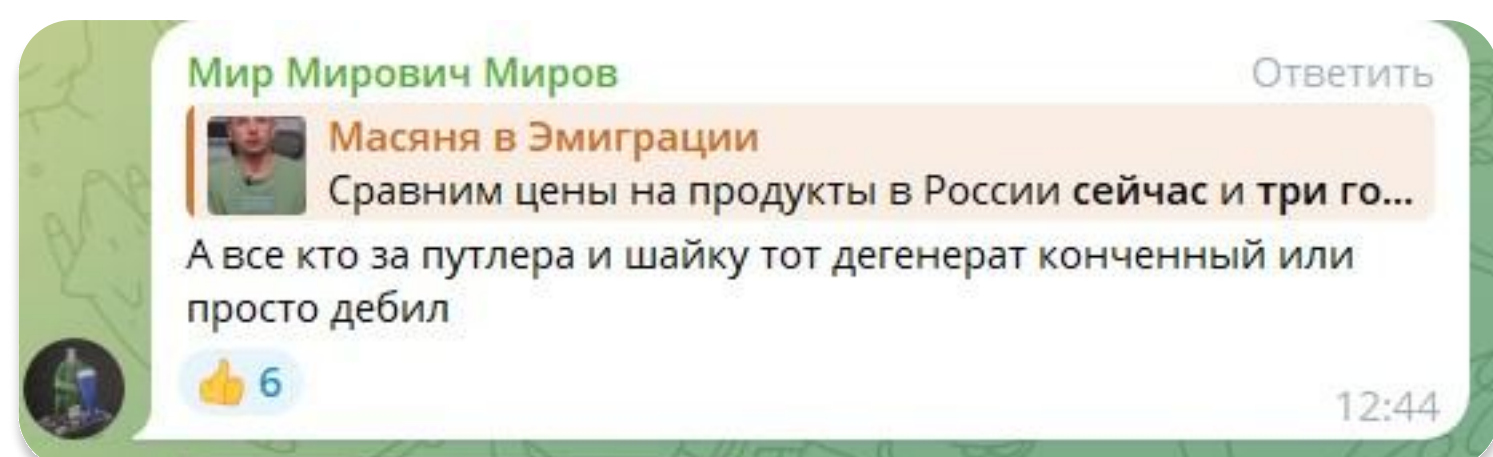 Мир Мирович Миров Ответить
Масяня в Эмиграции
Сравним цены на продукты в России сейчас и три го...
А все кто за путлера и шайку тот дегенерат конченный или
просто дебил
👍 6
12:44